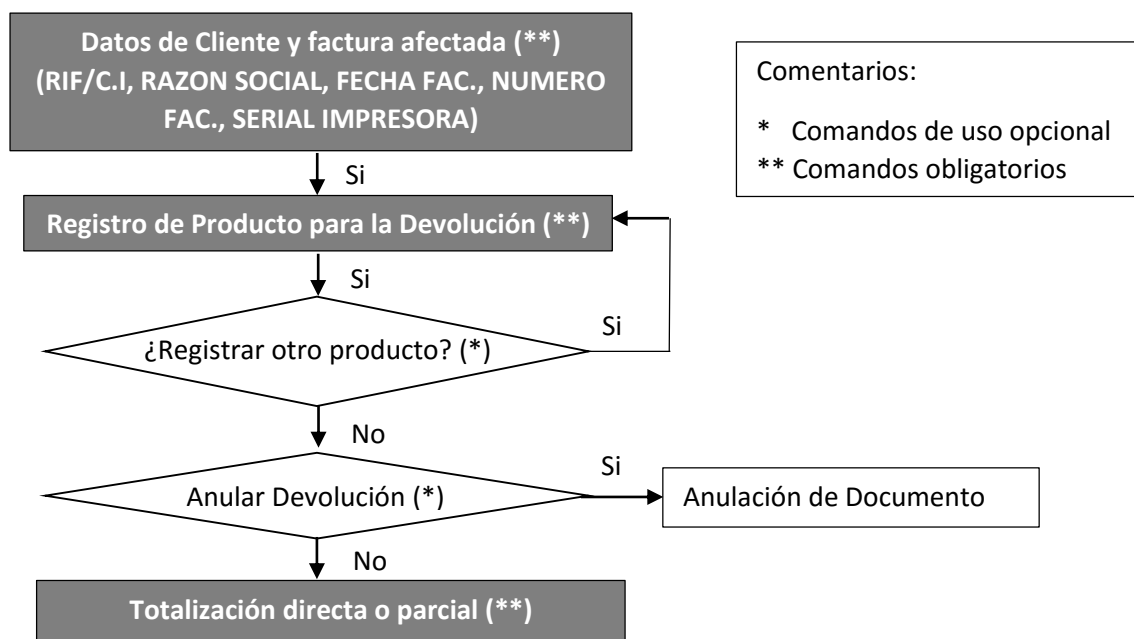 Datos de Cliente y factura afectada (**)
(RIF/C.I, RAZON SOCIAL, FECHA FAC., NUMERO
FAC., SERIAL IMPRESORA)
Comentarios:
* Comandos de uso opcional
** Comandos obligatorios
Si
Registro de Producto para la Devolución (**)
Si
Si
¿Registrar otro producto? (*)
No
Si
Anular Devolución (*)
Anulación de Documento
No
Totalización directa o parcial (**)